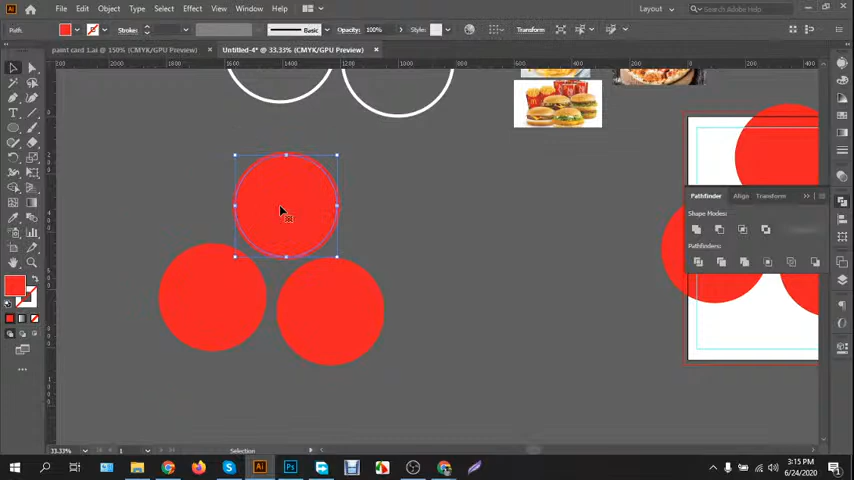 Ai File Edit Object Type Select Effect View Window Help Layout Search Adobe Help
Path Stroke: Basic Opacity: 100% Style: Transform
paint card 1.ai @ 150% (CMYK/GPU Preview) × Untitled-4* @ 33.33% (CMYK/GPU Preview) ×
Pathfinder Align Transform
Shape Modes:
Pathfinders:
33.33% 1 Selection
3:15 PM
6/24/2020